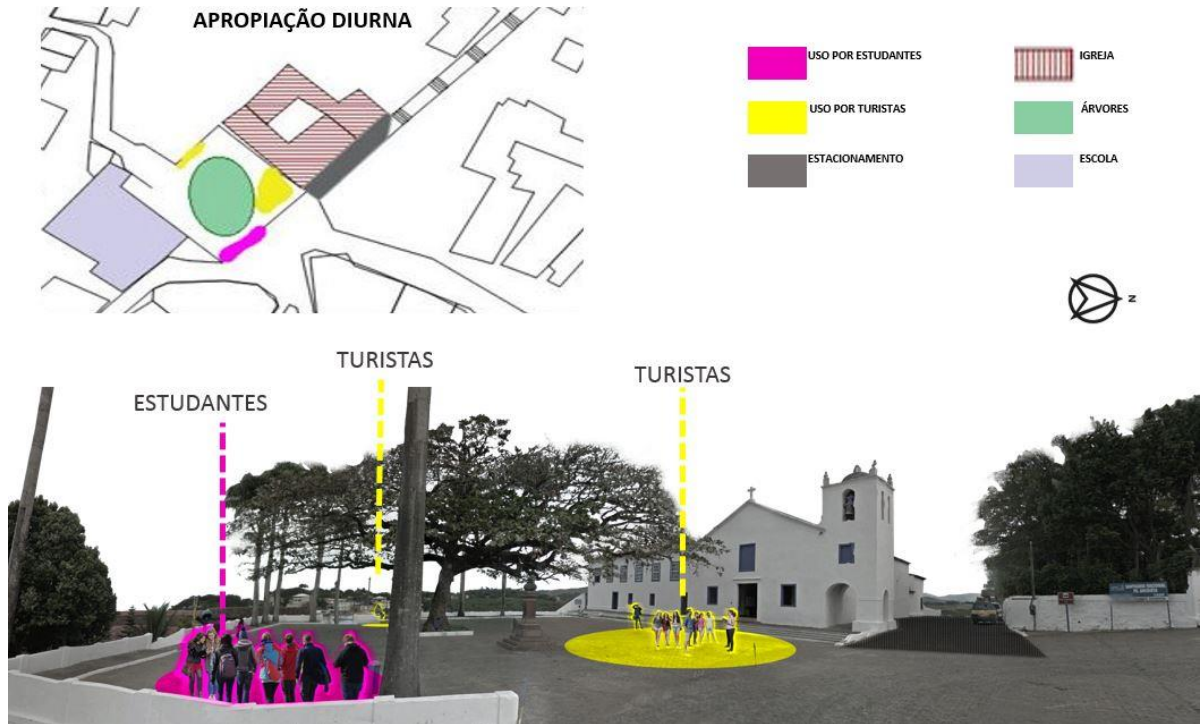 APROPIAÇÃO DIURNA
USO POR ESTUDANTES
IGREJA
USO POR TURISTAS
ÁRVORES
ESTACIONAMENTO
ESCOLA
N
TURISTAS
TURISTAS
ESTUDANTES